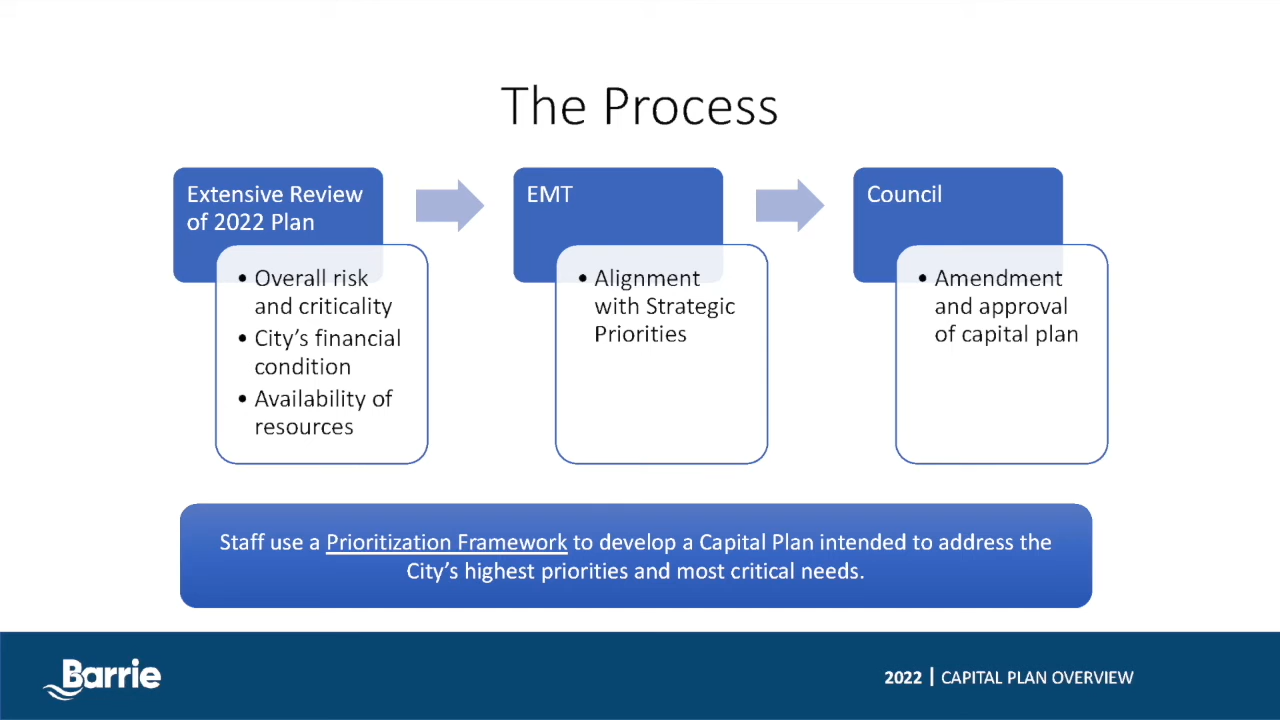 The Process
Extensive Review
of 2022 Plan
• Overall risk
and criticality
• City’s financial
condition
• Availability of
resources
EMT
• Alignment
with Strategic
Priorities
Council
• Amendment
and approval
of capital plan
Staff use a Prioritization Framework to develop a Capital Plan intended to address the
City’s highest priorities and most critical needs.
Barrie
2022 | CAPITAL PLAN OVERVIEW